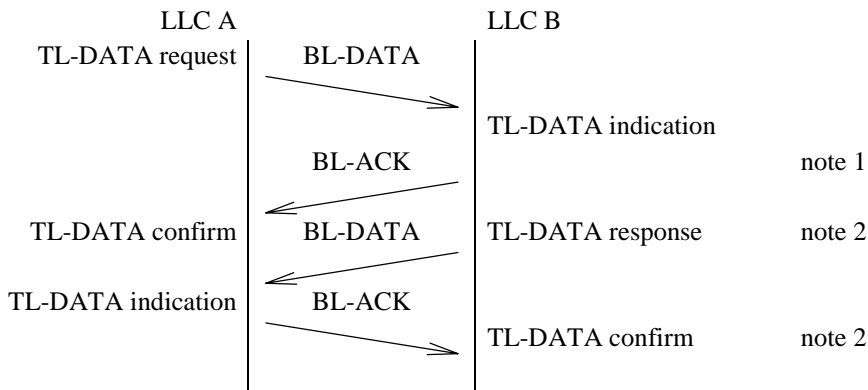 LLC A LLC B
TL-DATA request BL-DATA
TL-DATA indication
BL-ACK note 1
TL-DATA confirm BL-DATA TL-DATA response note 2
TL-DATA indication BL-ACK
TL-DATA confirm note 2